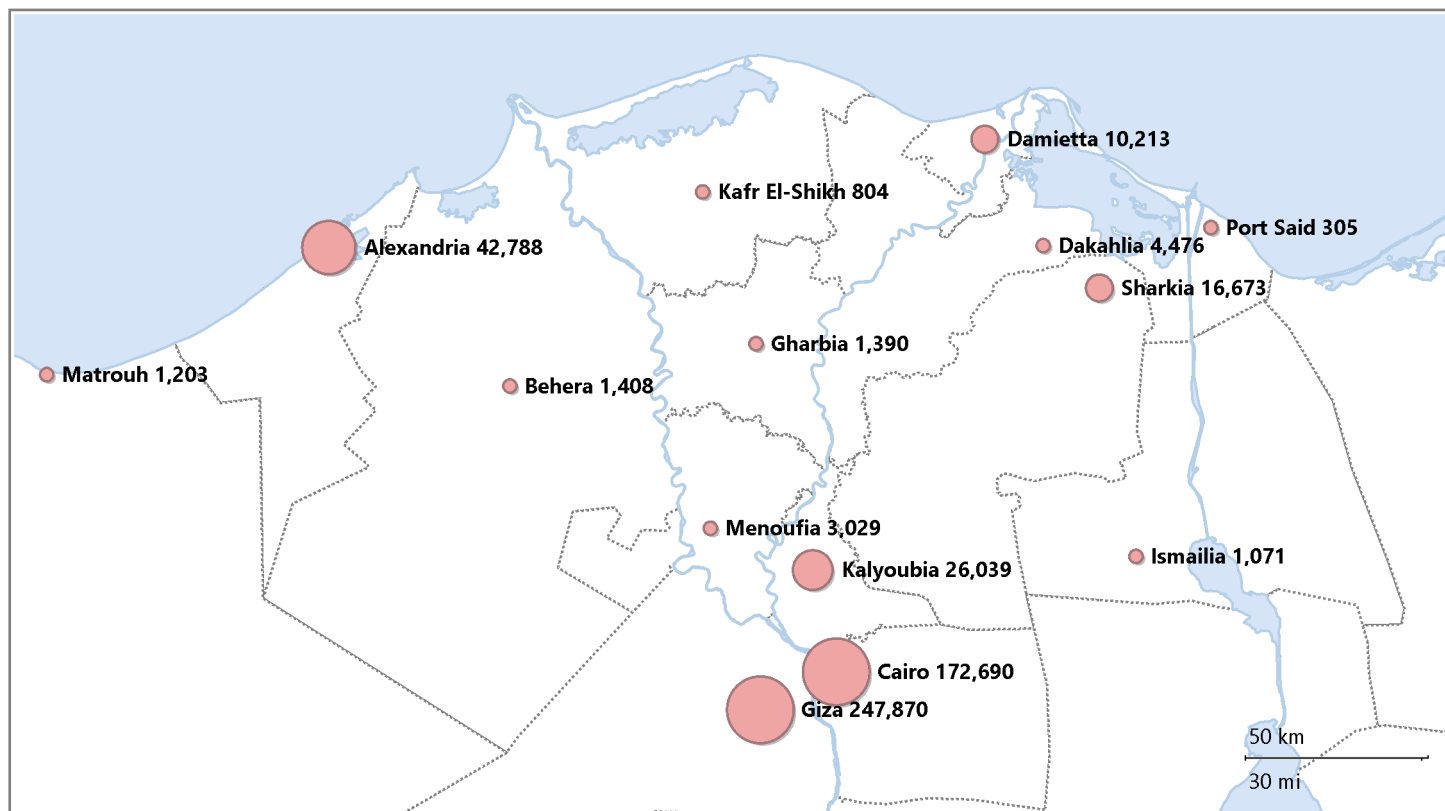 Damietta 10,213
Kafr El-Shikh 804
Port Said 305
Alexandria 42,788
Dakahlia 4,476
Sharkia 16,673
Gharbia 1,390
Matrouh 1,203
Behera 1,408
Menoufia 3,029
Ismailia 1,071
Kalyoubia 26,039
Cairo 172,690
Giza 247,870
50 km
30 mi